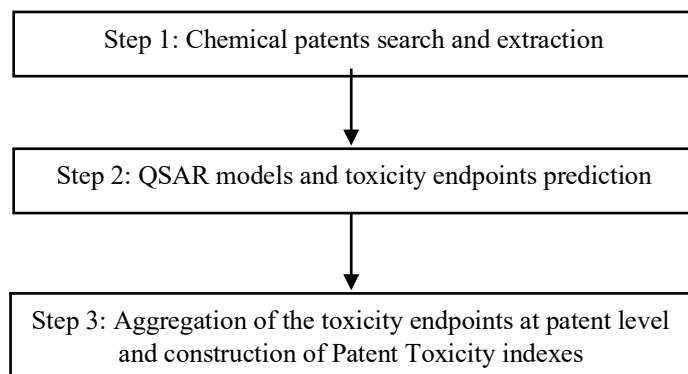 Step 1: Chemical patents search and extraction
Step 2: QSAR models and toxicity endpoints prediction
Step 3: Aggregation of the toxicity endpoints at patent level
and construction of Patent Toxicity indexes